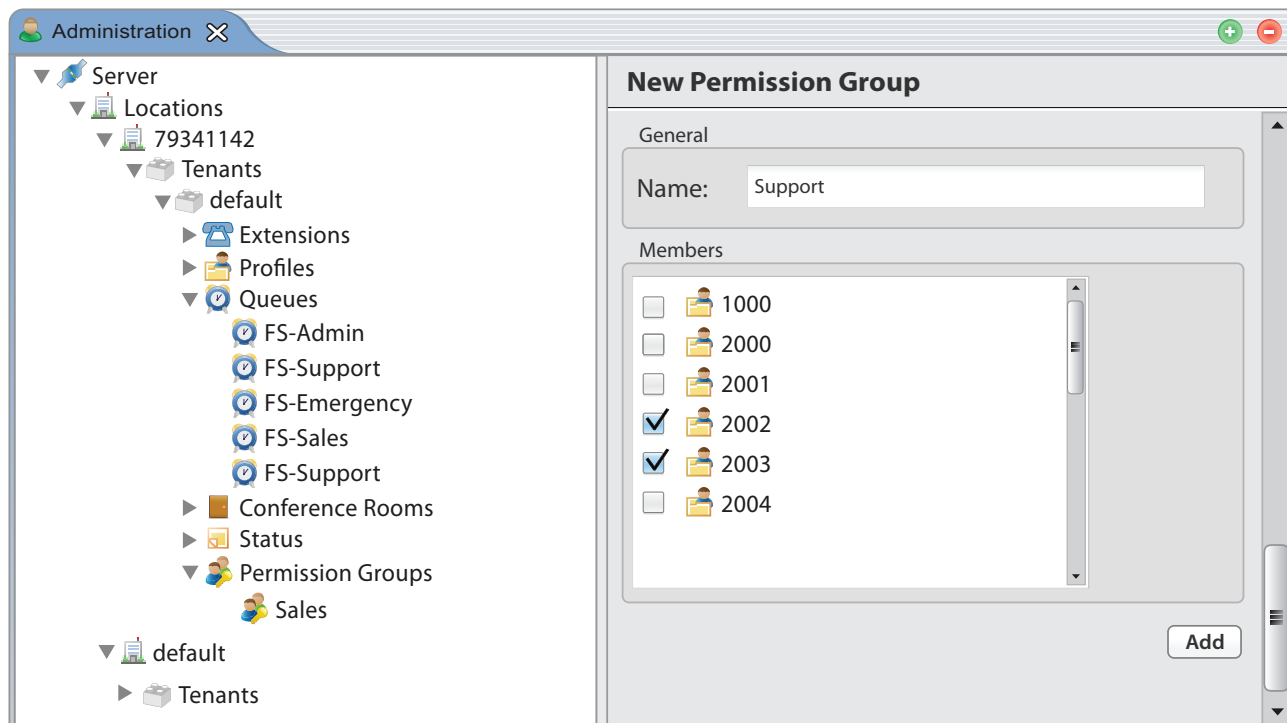 Administration
Server
Locations
79341142
Tenants
default
Extensions
Profiles
Queues
FS-Admin
FS-Support
FS-Emergency
FS-Sales
FS-Support
Conference Rooms
Status
Permission Groups
Sales
default
Tenants
New Permission Group
General
Name: Support
Members
1000
2000
2001
2002
2003
2004
Add